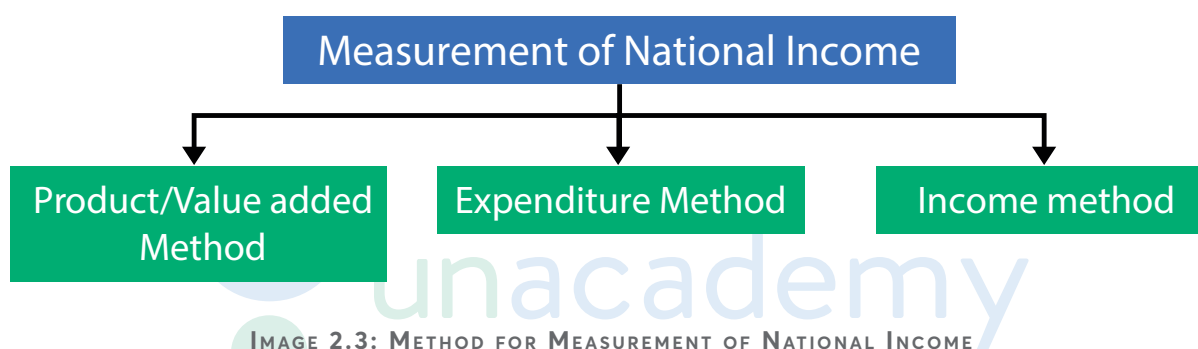 Measurement of National Income
Product/Value added
Method
Expenditure Method
Income method
unacademy
IMAGE 2.3: METHOD FOR MEASUREMENT OF NATIONAL INCOME